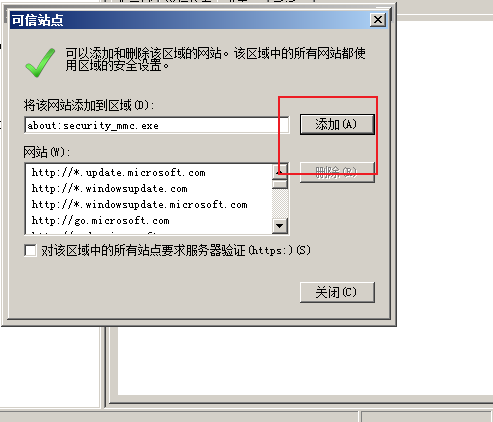 可信站点
可以添加和删除该区域的网站。该区域中的所有网站都使
用区域的安全设置。
将该网站添加到区域(D):
about:security_mmc.exe
添加(A)
网站(W):
http://*.update.microsoft.com
http://*.windowsupdate.com
http://*.windowsupdate.microsoft.com
http://go.microsoft.com
删除(R)
对该区域中的所有站点要求服务器验证(https:)(S)
关闭(C)